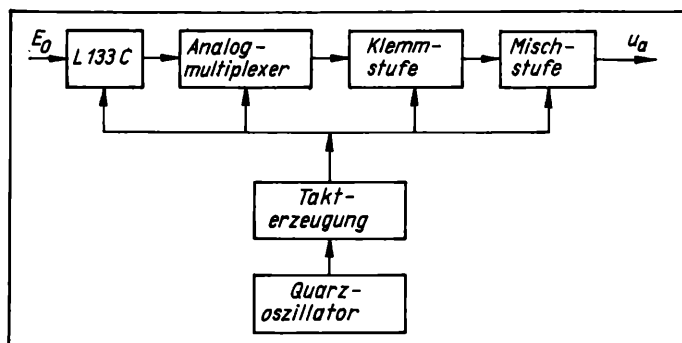 E0
L 133 C
Analog-
multiplexer
Klemm-
stufe
Misch-
stufe
ua
Takt-
erzeugung
Quarz-
oszillator